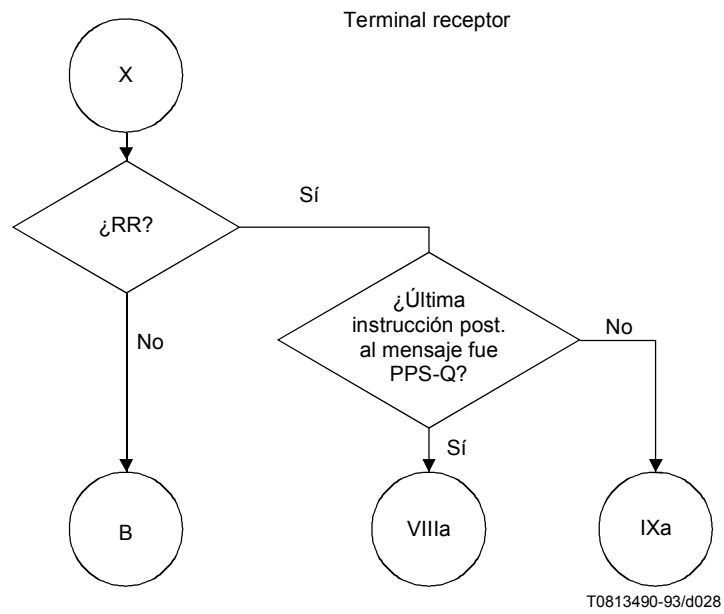 Terminal receptor
X
¿RR?
Sí
No
¿Última
instrucción post.
al mensaje fue
PPS-Q?
No
Sí
B
VIIIa
IXa
T0813490-93/d028